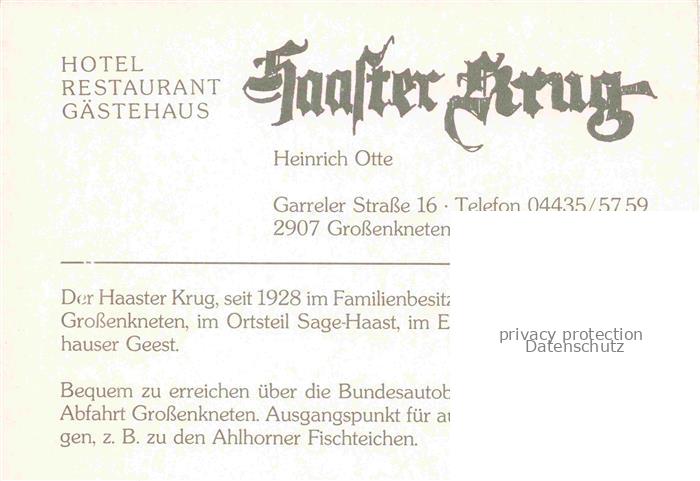 HOTEL
RESTAURANT
GÄSTEHAUS
Haaster Krug
Heinrich Otte
Garreler Straße 16 · Telefon 04435/5759
2907 Großenkneten
Der Haaster Krug, seit 1928 im Familienbesitz
Großenkneten, im Ortsteil Sage-Haast, im
hauser Geest.
Bequem zu erreichen über die
Abfahrt Großenkneten. Ausgangspunkt für
gen, z. B. zu den Ahlhorner Fischteichen.
privacy protection
Datenschutz